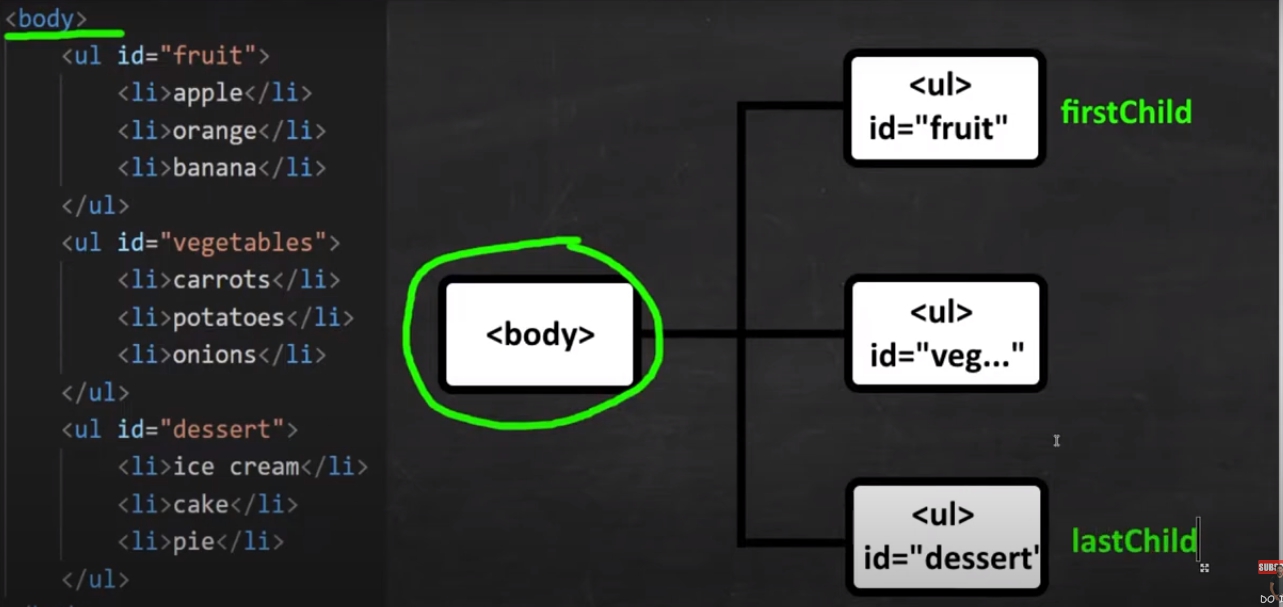 <body>
<ul id="fruit">
<li>apple</li>
<li>orange</li>
<li>banana</li>
</ul>
<ul id="vegetables">
<li>carrots</li>
<li>potatoes</li>
<li>onions</li>
</ul>
<ul id="dessert">
<li>ice cream</li>
<li>cake</li>
<li>pie</li>
</ul>
<body>
<ul>
id="fruit"
firstChild
<ul>
id="veg..."
<ul>
id="dessert'
lastChild